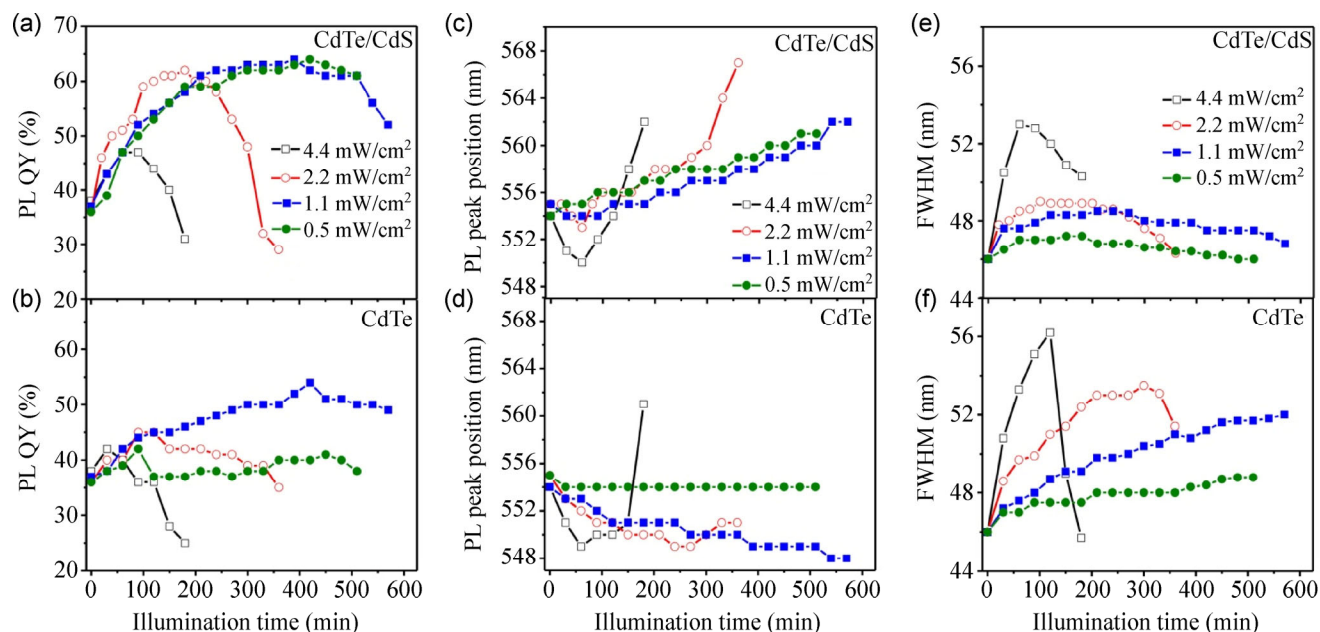 (a)
70
60
50
40
30
20
PL QY (%)
CdTe/CdS
4.4 mW/cm²
2.2 mW/cm²
1.1 mW/cm²
0.5 mW/cm²
(b)
60
50
40
30
20
PL QY (%)
CdTe
0 100 200 300 400 500 600
Illumination time (min)
(c)
568
564
560
556
552
548
PL peak position (nm)
CdTe/CdS
4.4 mW/cm²
2.2 mW/cm²
1.1 mW/cm²
0.5 mW/cm²
(d)
568
564
560
556
552
548
PL peak position (nm)
CdTe
0 100 200 300 400 500 600
Illumination time (min)
(e)
56
52
48
44
FWHM (nm)
CdTe/CdS
4.4 mW/cm²
2.2 mW/cm²
1.1 mW/cm²
0.5 mW/cm²
(f)
56
52
48
44
FWHM (nm)
CdTe
0 100 200 300 400 500 600
Illumination time (min)